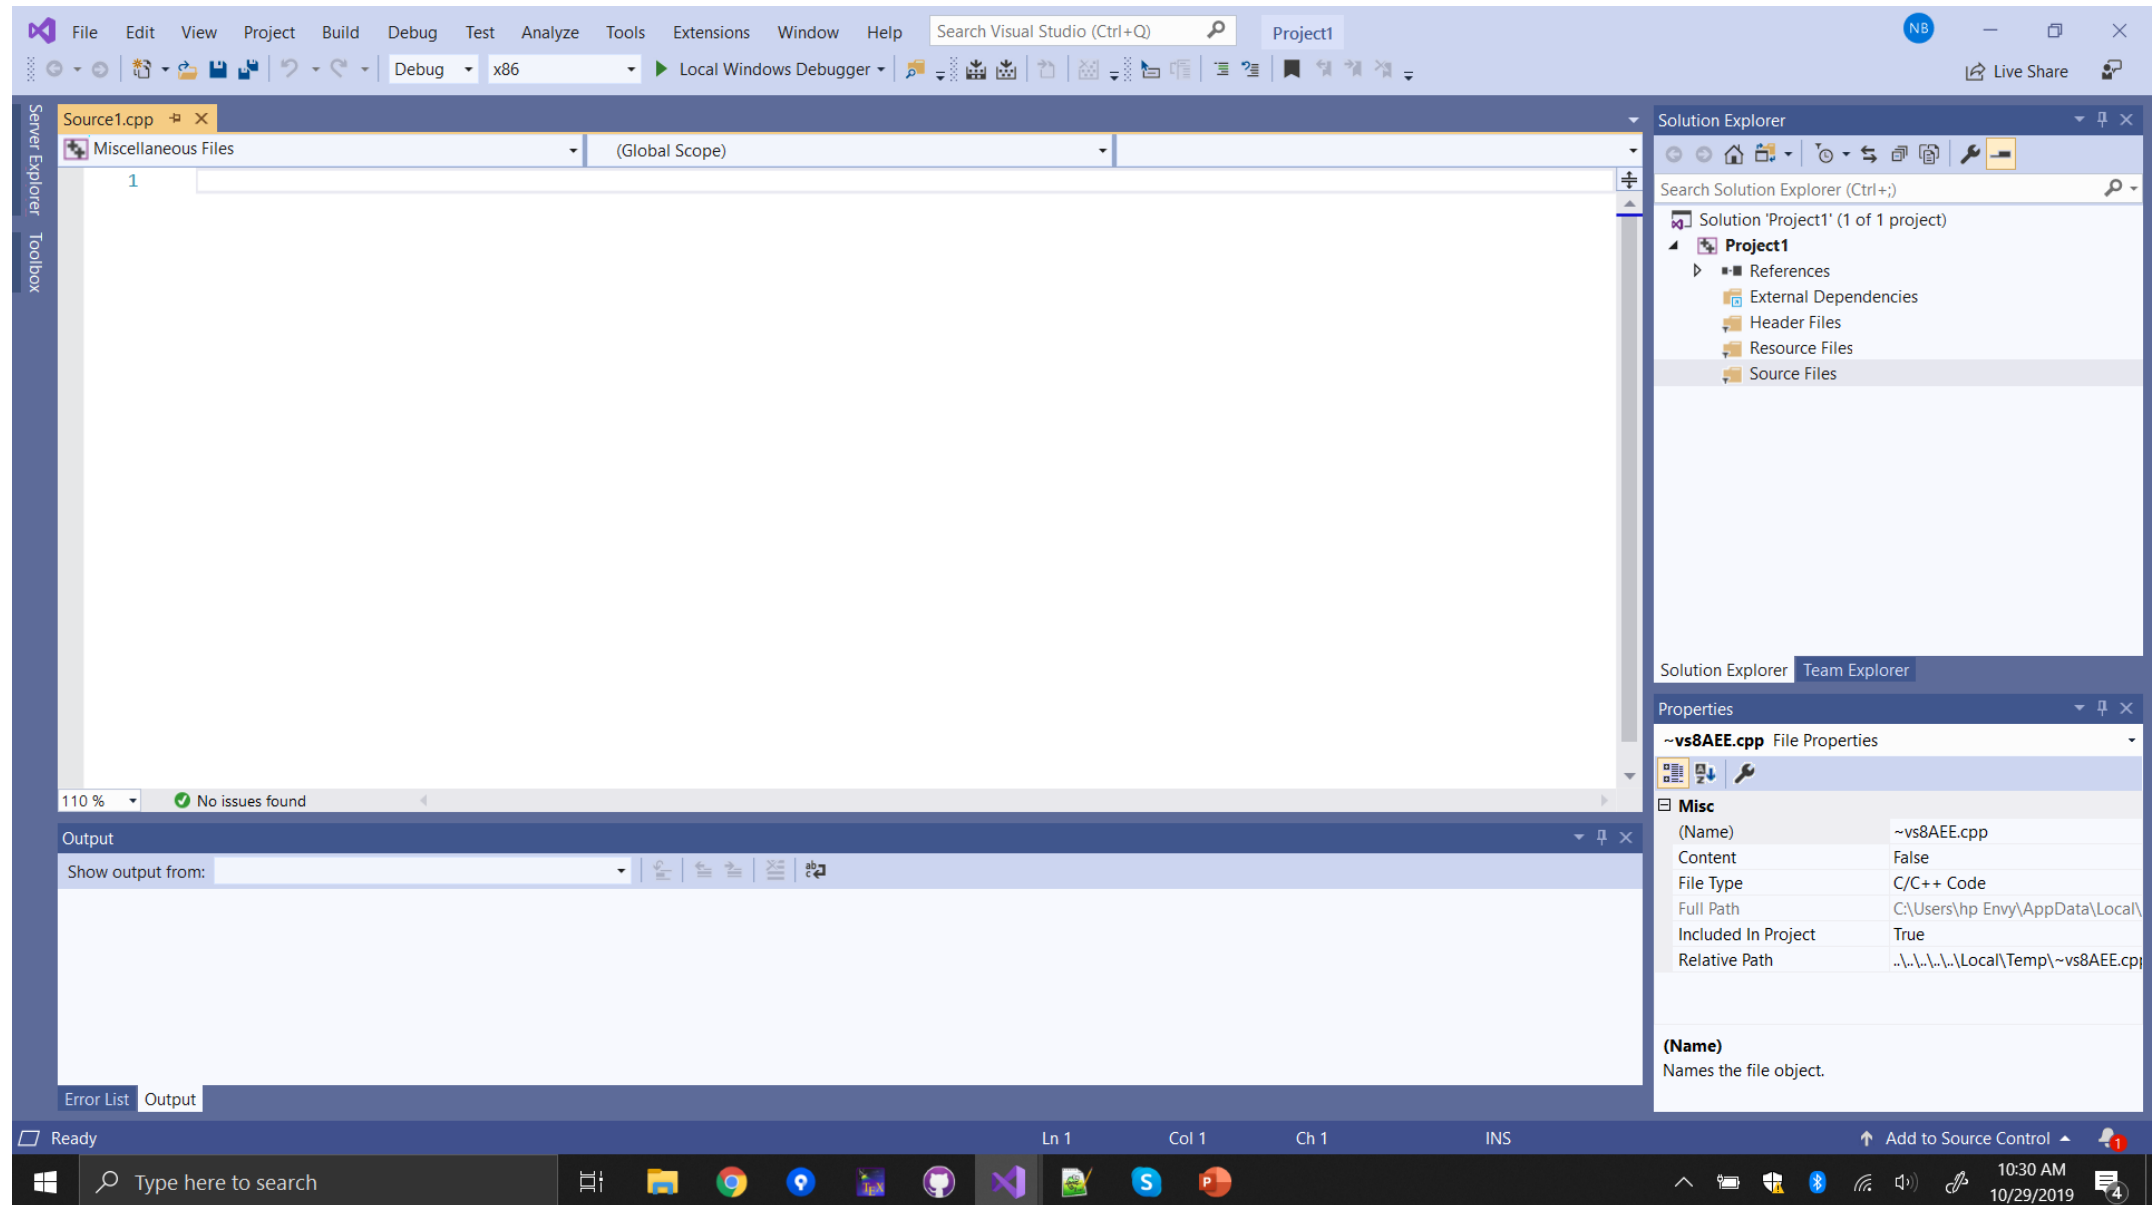 File Edit View Project Build Debug Test Analyze Tools Extensions Window Help Search Visual Studio (Ctrl+Q) Project1 NB
Debug x86 Local Windows Debugger Live Share
Server Explorer
Toolbox
Source1.cpp
Miscellaneous Files (Global Scope)
1
110 % No issues found
Output
Show output from:
Error List Output
Solution Explorer
Search Solution Explorer (Ctrl+;)
Solution 'Project1' (1 of 1 project)
Project1
References
External Dependencies
Header Files
Resource Files
Source Files
Solution Explorer Team Explorer
Properties
~vs8AEE.cpp File Properties
Misc
(Name) ~vs8AEE.cpp
Content False
File Type C/C++ Code
Full Path C:\Users\hp Envy\AppData\Local\
Included In Project True
Relative Path ..\..\..\..\..\Local\Temp\~vs8AEE.cpp
(Name)
Names the file object.
Ready Ln 1 Col 1 Ch 1 INS Add to Source Control 1
Type here to search 10:30 AM
10/29/2019 4